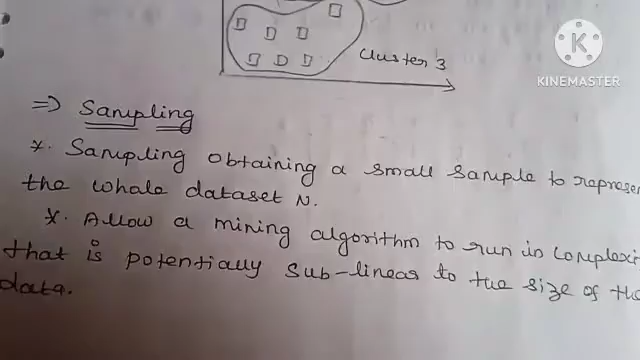 Cluster 3
K
KINEMASTER
=> Sampling
*. Sampling obtaining a small sample to represen
the whole dataset N.
*. Allow a mining algorithm to run in complexit
that is potentially sub-linear to the size of the
data.